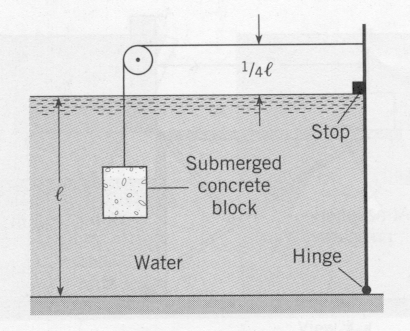 1/4ℓ
Stop
ℓ
Submerged
concrete
block
Water
Hinge